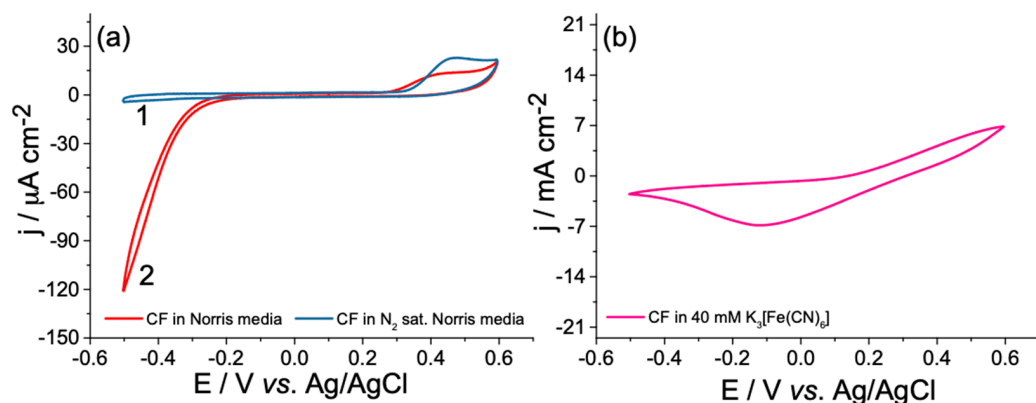 (a)
30
0
-30
-60
-90
-120
-150
j / µA cm-2
1
2
CF in Norris media
CF in N2 sat. Norris media
-0.6 -0.4 -0.2 0.0 0.2 0.4 0.6
E / V vs. Ag/AgCl
(b)
21
14
7
0
-7
-14
-21
j / mA cm-2
CF in 40 mM K3[Fe(CN)6]
-0.6 -0.4 -0.2 0.0 0.2 0.4 0.6
E / V vs. Ag/AgCl